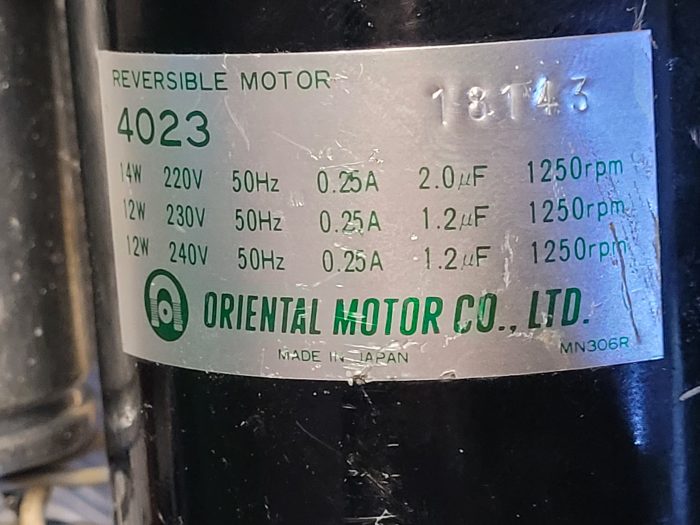 REVERSIBLE MOTOR
18143
4023
14W 220V 50Hz 0.25A 2.0μF 1250rpm
12W 230V 50Hz 0.25A 1.2μF 1250rpm
12W 240V 50Hz 0.25A 1.2μF 1250rpm
ORIENTAL MOTOR CO., LTD.
MADE IN JAPAN
MN306R